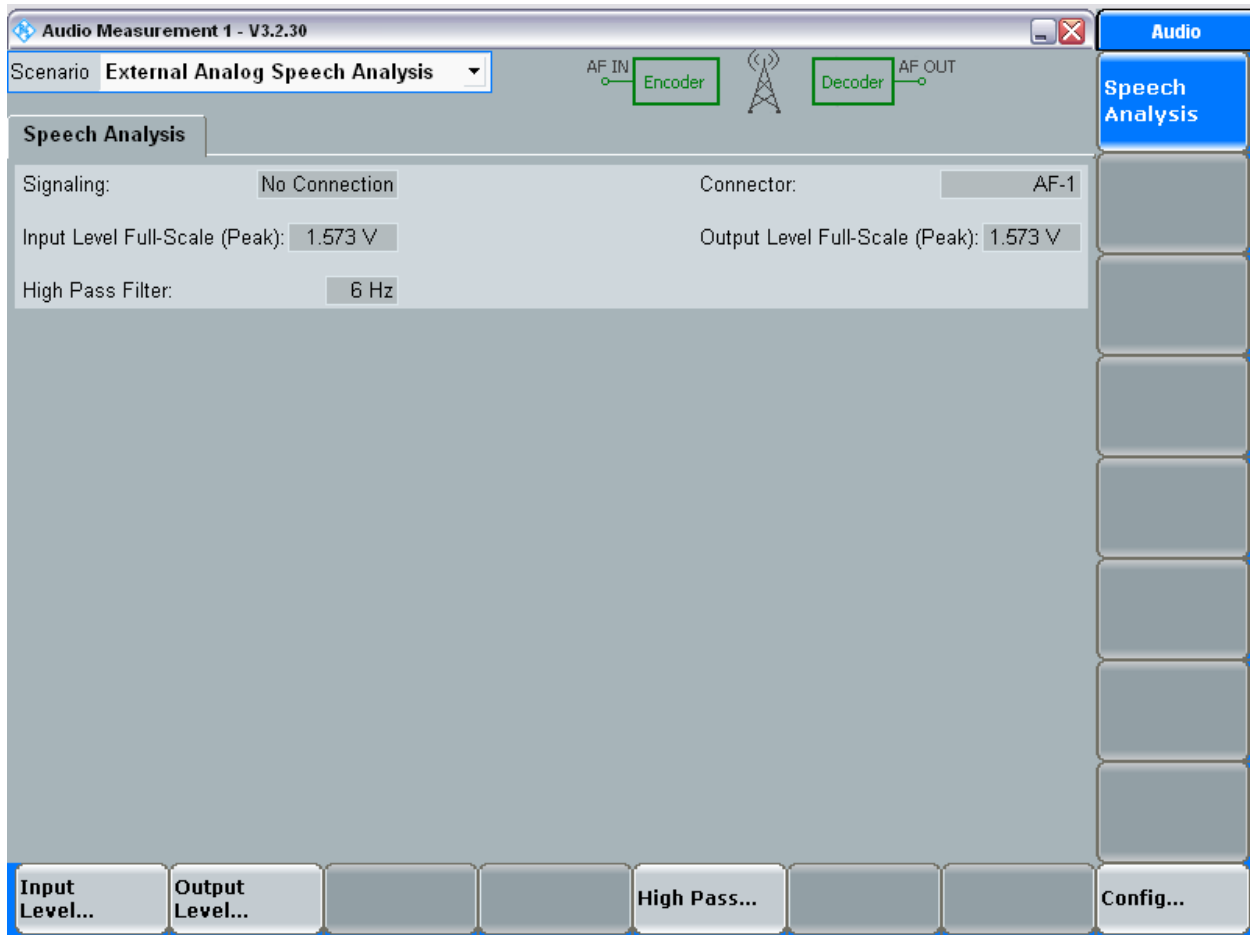 Audio Measurement 1 - V3.2.30
Audio
Scenario External Analog Speech Analysis
AF IN Encoder Decoder AF OUT
Speech
Analysis
Speech Analysis
Signaling: No Connection Connector: AF-1
Input Level Full-Scale (Peak): 1.573 V Output Level Full-Scale (Peak): 1.573 V
High Pass Filter: 6 Hz
Input
Level...
Output
Level...
High Pass...
Config...